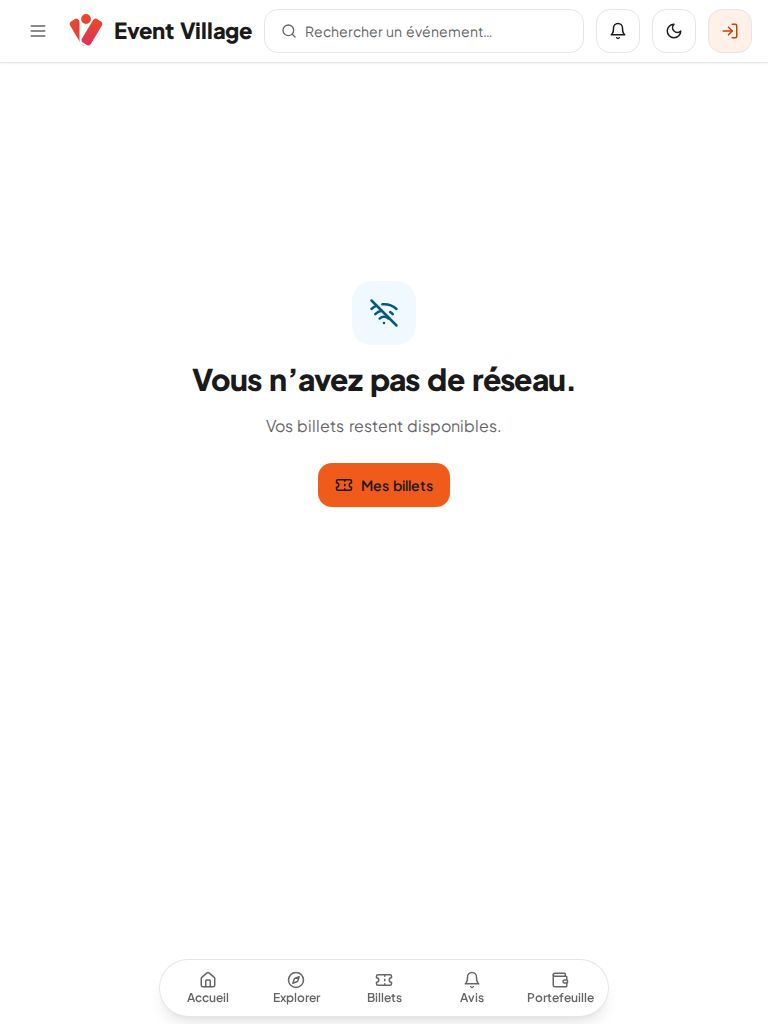 Event Village
Rechercher un événement…
Vous n’avez pas de réseau.
Vos billets restent disponibles.
Mes billets
Accueil
Explorer
Billets
Avis
Portefeuille